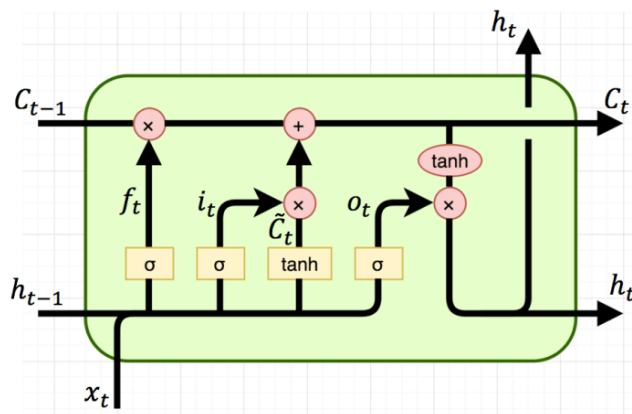 h_t
C_{t-1}
×
+
C_t
tanh
f_t
i_t
×
o_t
×
C̃_t
σ
σ
tanh
σ
h_{t-1}
h_t
x_t